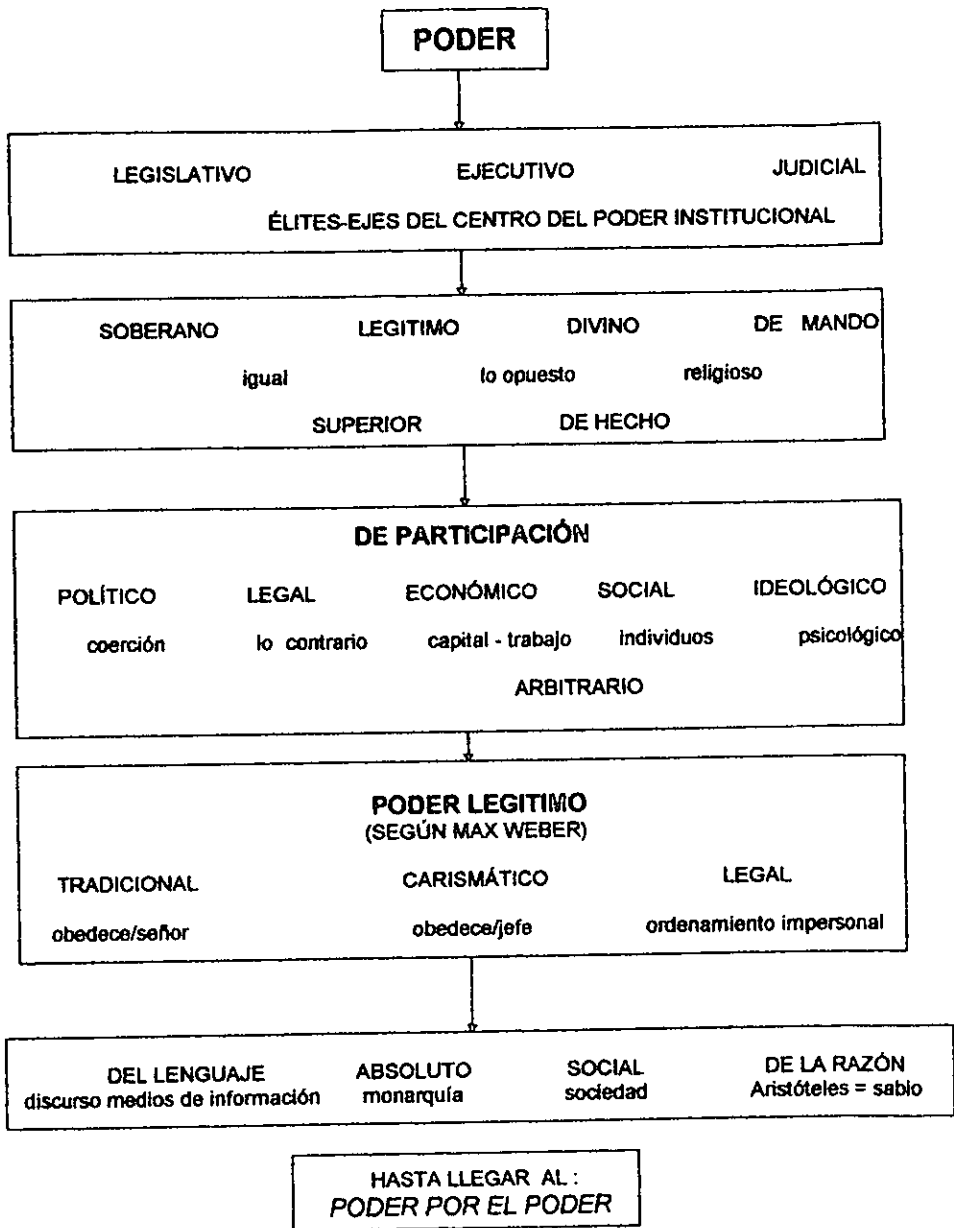 PODER
LEGISLATIVO EJECUTIVO JUDICIAL
ÉLITES-EJES DEL CENTRO DEL PODER INSTITUCIONAL
SOBERANO LEGITIMO DIVINO DE MANDO
igual lo opuesto religioso
SUPERIOR DE HECHO
DE PARTICIPACIÓN
POLÍTICO LEGAL ECONÓMICO SOCIAL IDEOLÓGICO
coerción lo contrario capital - trabajo individuos psicológico
ARBITRARIO
PODER LEGITIMO
(SEGÚN MAX WEBER)
TRADICIONAL CARISMÁTICO LEGAL
obedece/señor obedece/jefe ordenamiento impersonal
DEL LENGUAJE ABSOLUTO SOCIAL DE LA RAZÓN
discurso medios de información monarquía sociedad Aristóteles = sabio
HASTA LLEGAR AL :
PODER POR EL PODER